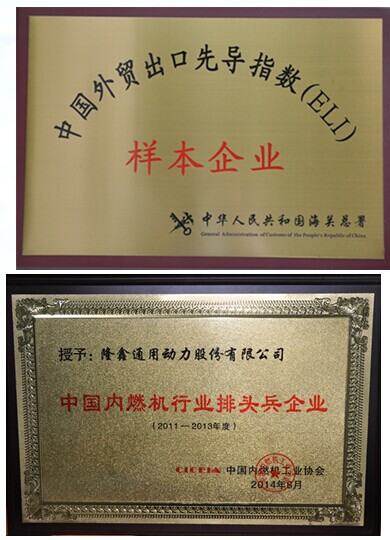 中国外贸出口先导指数(ELI)
样本企业
中华人民共和国海关总署
General Administration of Customs of the People's Republic of China
授予：隆鑫通用动力股份有限公司
中国内燃机行业排头兵企业
(2011—2013年度)
CICEIA 中国内燃机工业协会
2014年8月